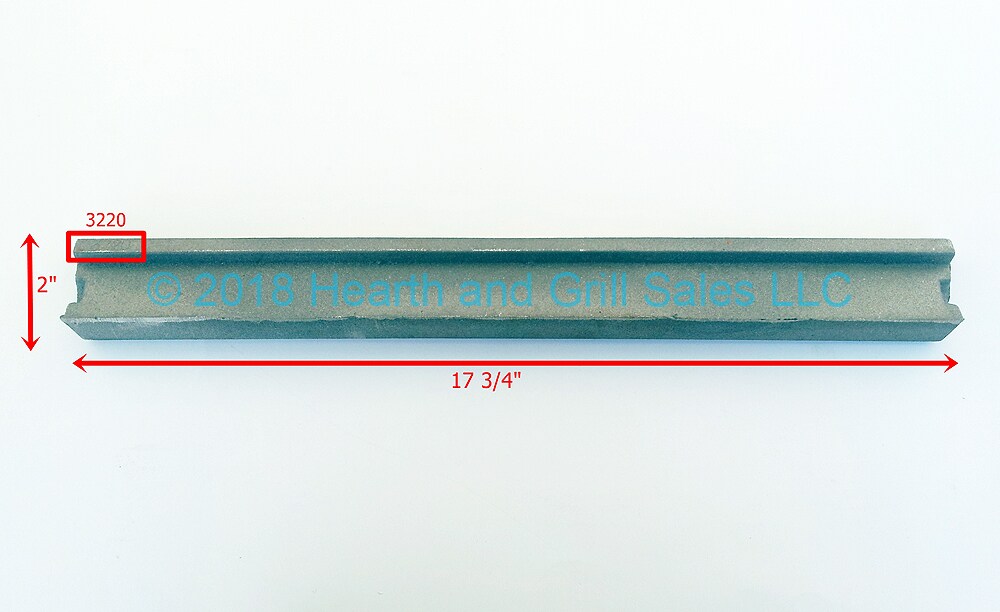 3220
2"
© 2018 Hearth and Grill Sales LLC
17 3/4"